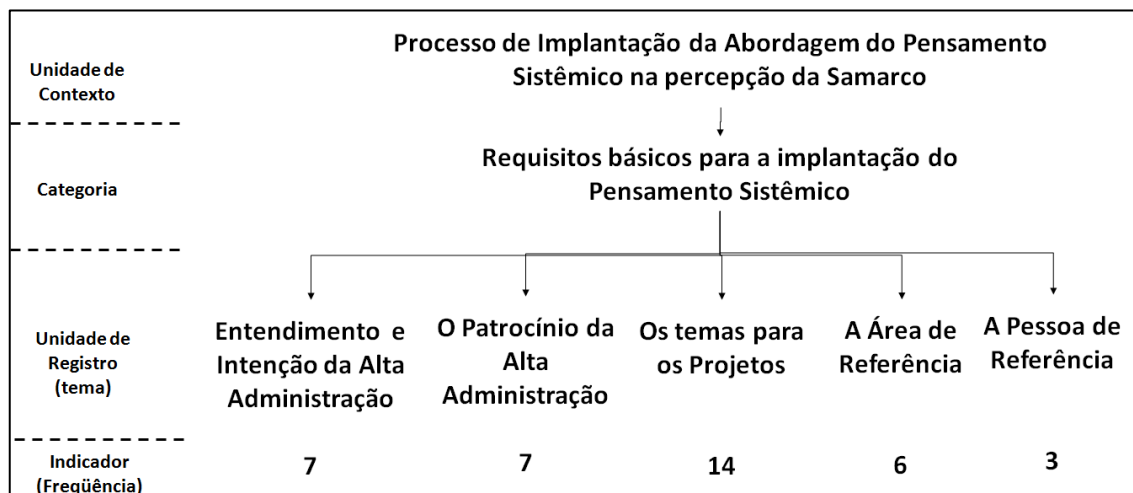 Unidade de
Contexto
Processo de Implantação da Abordagem do Pensamento
Sistêmico na percepção da Samarco
Categoria
Requisitos básicos para a implantação do
Pensamento Sistêmico
Unidade de
Registro
(tema)
Entendimento e
Intenção da Alta
Administração
O Patrocínio da
Alta
Administração
Os temas para
os Projetos
A Área de
Referência
A Pessoa de
Referência
Indicador
(Freqüência)
7
7
14
6
3